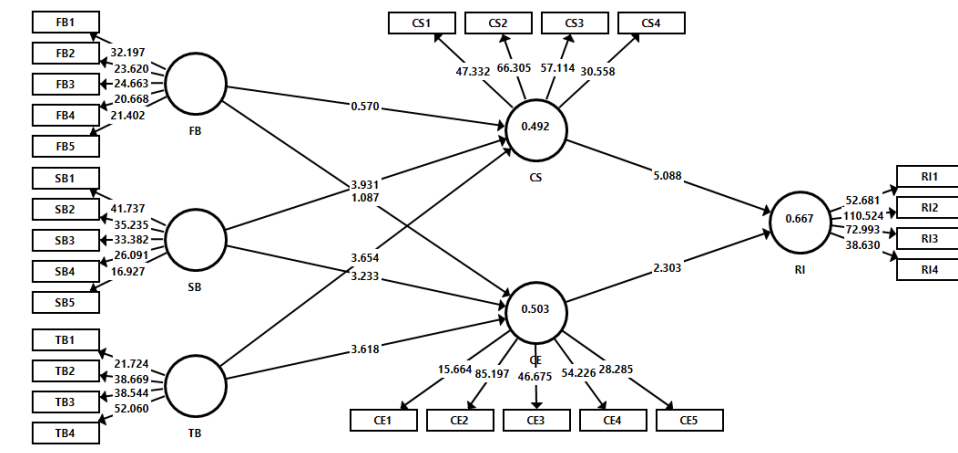 FB1
FB2
FB3
FB4
FB5
32.197
23.620
24.663
20.668
21.402
FB
SB1
SB2
SB3
SB4
SB5
41.737
35.235
33.382
26.091
16.927
SB
TB1
TB2
TB3
TB4
21.724
38.669
38.544
52.060
TB
0.570
3.931
1.087
3.654
3.233
3.618
CS1 CS2 CS3 CS4
47.332 66.305 57.114 30.558
0.492
CS
0.503
CE
15.664 85.197 46.675 54.226 28.285
CE1 CE2 CE3 CE4 CE5
5.088
2.303
0.667
RI
52.681
110.524
72.993
38.630
RI1
RI2
RI3
RI4